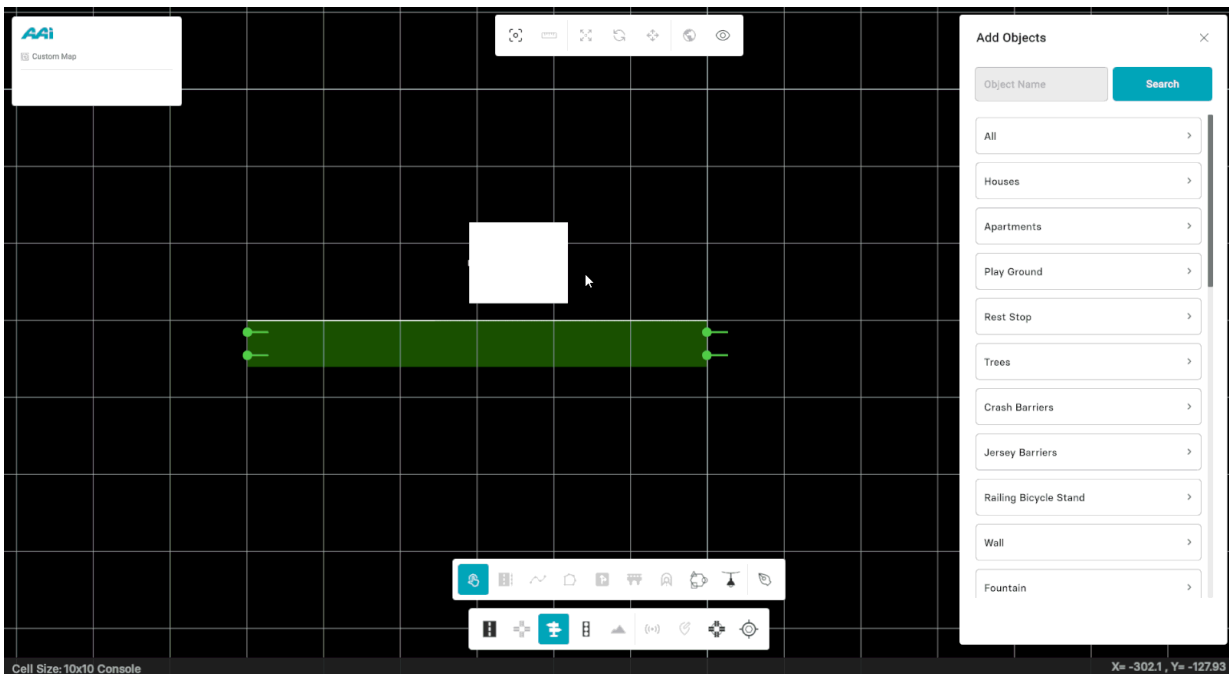 AAi
Custom Map
Add Objects
Object Name
Search
All
Houses
Apartments
Play Ground
Rest Stop
Trees
Crash Barriers
Jersey Barriers
Railing Bicycle Stand
Wall
Fountain
Cell Size:10x10 Console
X= -302.1 , Y= -127.93